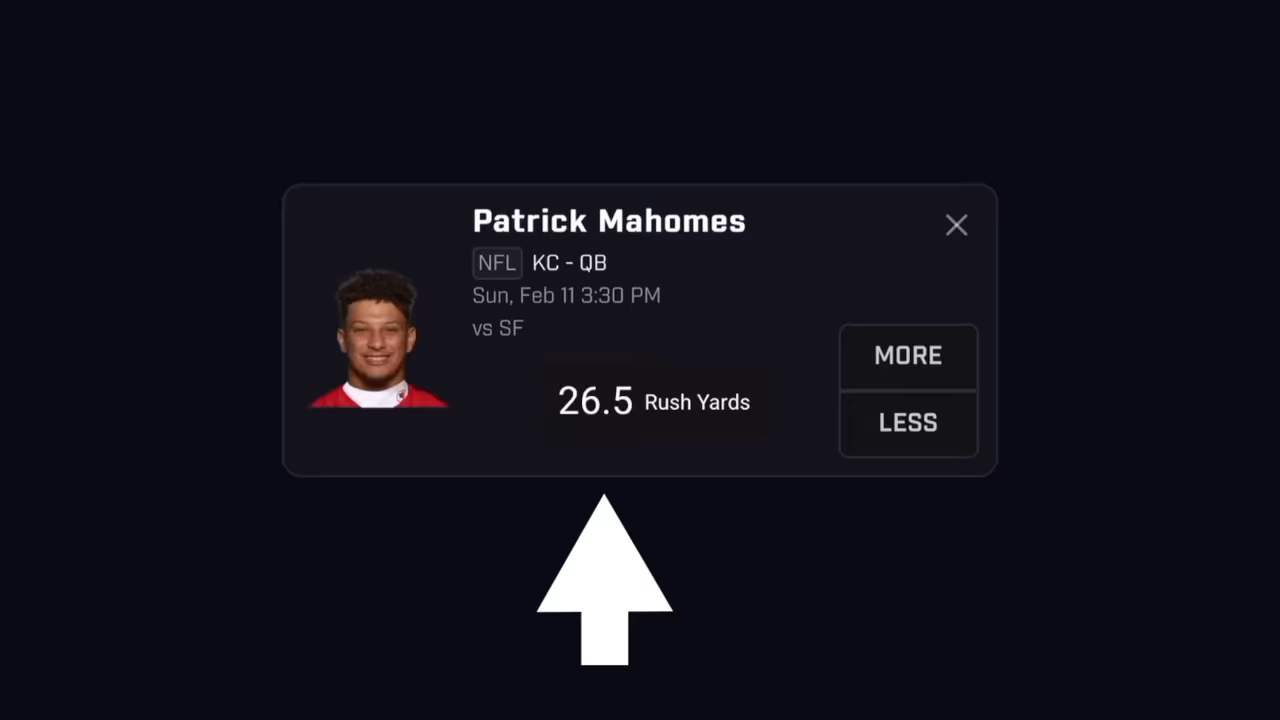 Patrick Mahomes
NFL KC - QB
Sun, Feb 11 3:30 PM
vs SF
26.5 Rush Yards
MORE
LESS